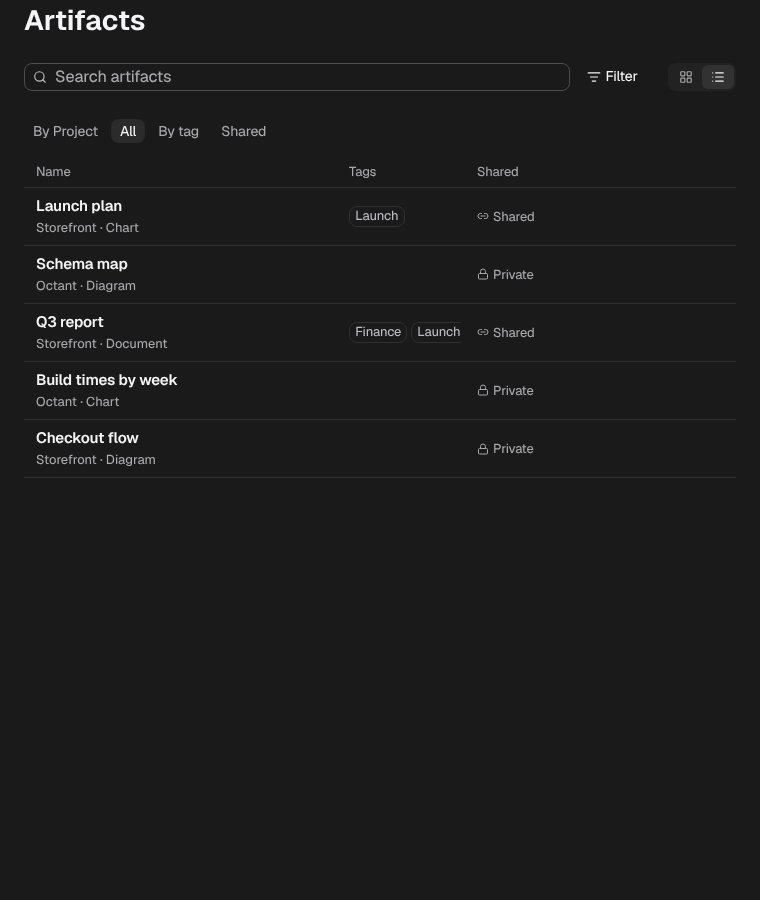 Artifacts
Search artifacts
Filter
By Project All By tag Shared
Name Tags Shared
Launch plan
Storefront · Chart
Launch
Shared
Schema map
Octant · Diagram
Private
Q3 report
Storefront · Document
Finance Launch
Shared
Build times by week
Octant · Chart
Private
Checkout flow
Storefront · Diagram
Private